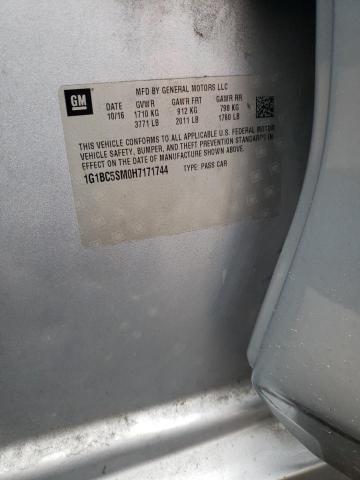 GM
MFD BY GENERAL MOTORS LLC
DATE GVWR GAWR FRT GAWR RR
10/16 1710 KG 912 KG 798 KG
3771 LB 2011 LB 1760 LB
THIS VEHICLE CONFORMS TO ALL APPLICABLE U.S. FEDERAL MOTOR
VEHICLE SAFETY, BUMPER, AND THEFT PREVENTION STANDARDS IN
EFFECT ON THE DATE OF MANUFACTURE SHOWN ABOVE.
1G1BC5SM0H7171744 TYPE: PASS CAR